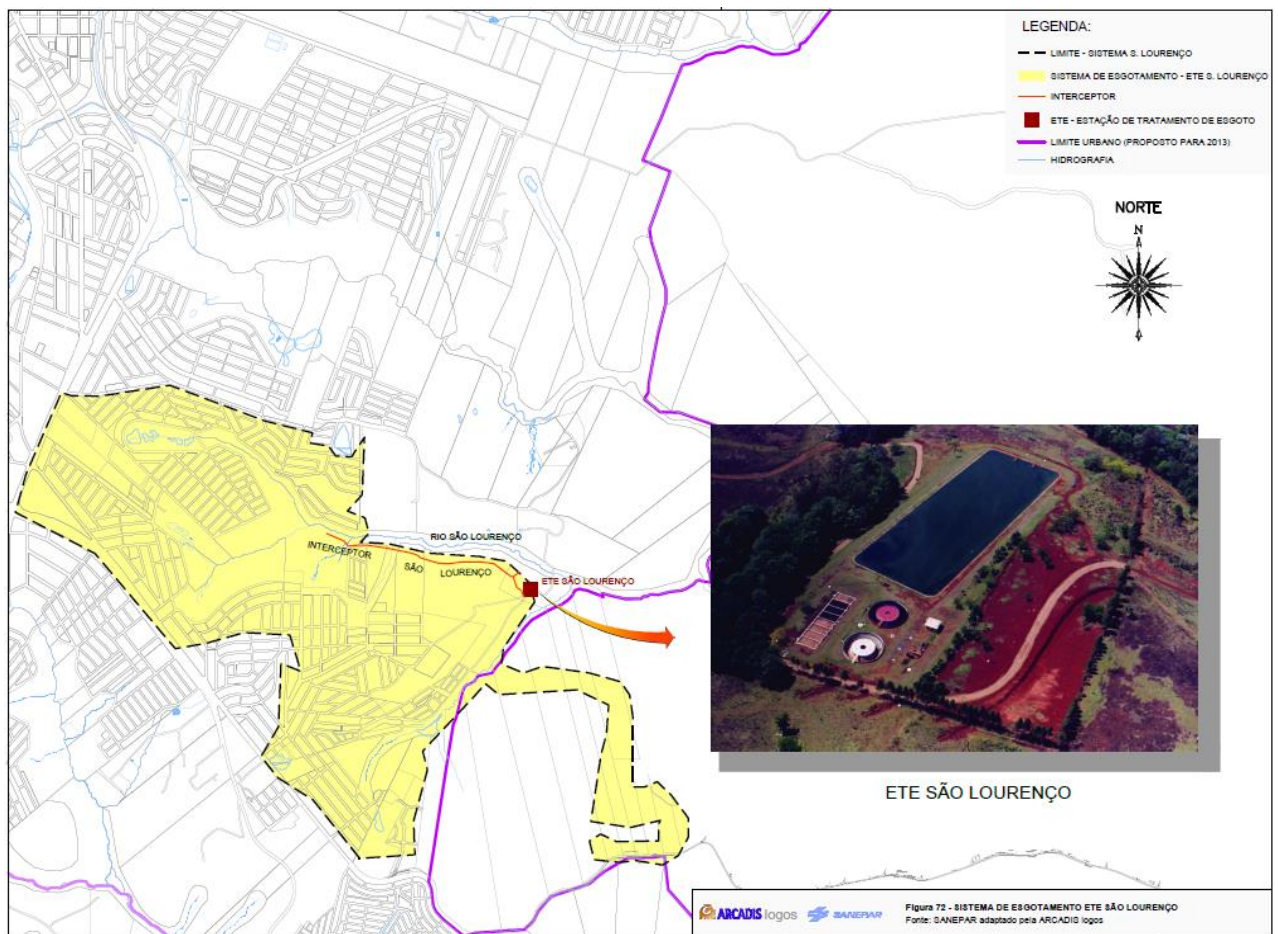 LEGENDA:
LIMITE - SISTEMA S. LOURENÇO
SISTEMA DE ESGOTAMENTO - ETE S. LOURENÇO
INTERCEPTOR
ETE - ESTAÇÃO DE TRATAMENTO DE ESGOTO
LIMITE URBANO (PROPOSTO PARA 2013)
HIDROGRAFIA
NORTE
N
RIO SÃO LOURENÇO
INTERCEPTOR SÃO LOURENÇO
ETE SÃO LOURENÇO
ETE SÃO LOURENÇO
ARCADIS logos
SANEPAR
Figura 72 - SISTEMA DE ESGOTAMENTO ETE SÃO LOURENÇO
Fonte: SANEPAR adaptado pela ARCADIS logos